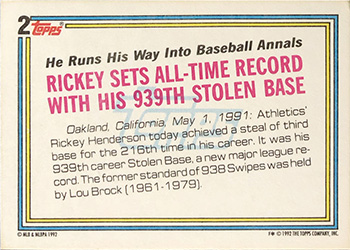 2 Topps
He Runs His Way Into Baseball Annals
RICKEY SETS ALL-TIME RECORD
WITH HIS 939TH STOLEN BASE
Oakland, California, May 1, 1991: Athletics'
Rickey Henderson today achieved a steal of third
base for the 216th time in his career. It was his
939th career Stolen Base, a new major league re-
cord. The former standard of 938 Swipes was held
by Lou Brock (1961-1979).
© MLB & MLBPA 1992 F* © 1992 THE TOPPS COMPANY, INC.